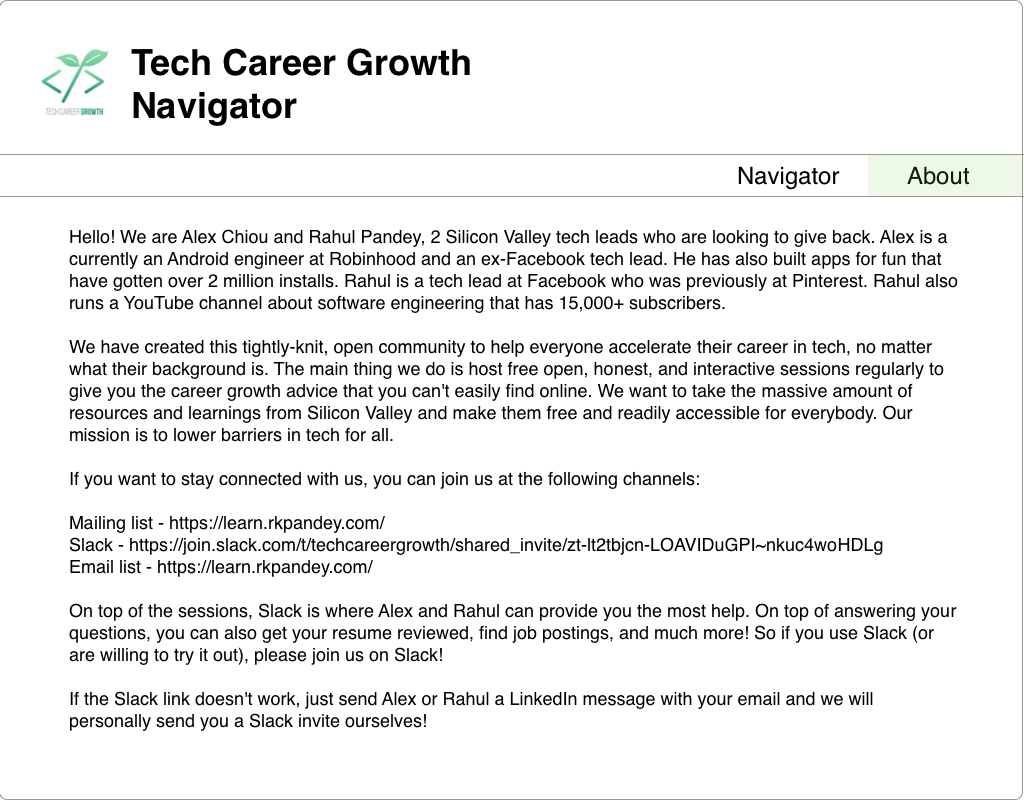 TECH CAREER GROWTH
Tech Career Growth
Navigator
Navigator
About
Hello! We are Alex Chiou and Rahul Pandey, 2 Silicon Valley tech leads who are looking to give back. Alex is a
currently an Android engineer at Robinhood and an ex-Facebook tech lead. He has also built apps for fun that
have gotten over 2 million installs. Rahul is a tech lead at Facebook who was previously at Pinterest. Rahul also
runs a YouTube channel about software engineering that has 15,000+ subscribers.
We have created this tightly-knit, open community to help everyone accelerate their career in tech, no matter
what their background is. The main thing we do is host free open, honest, and interactive sessions regularly to
give you the career growth advice that you can't easily find online. We want to take the massive amount of
resources and learnings from Silicon Valley and make them free and readily accessible for everybody. Our
mission is to lower barriers in tech for all.
If you want to stay connected with us, you can join us at the following channels:
Mailing list - https://learn.rkpandey.com/
Slack - https://join.slack.com/t/techcareergrowth/shared_invite/zt-lt2tbjcn-LOAVIDuGPI~nkuc4woHDLg
Email list - https://learn.rkpandey.com/
On top of the sessions, Slack is where Alex and Rahul can provide you the most help. On top of answering your
questions, you can also get your resume reviewed, find job postings, and much more! So if you use Slack (or
are willing to try it out), please join us on Slack!
If the Slack link doesn't work, just send Alex or Rahul a LinkedIn message with your email and we will
personally send you a Slack invite ourselves!